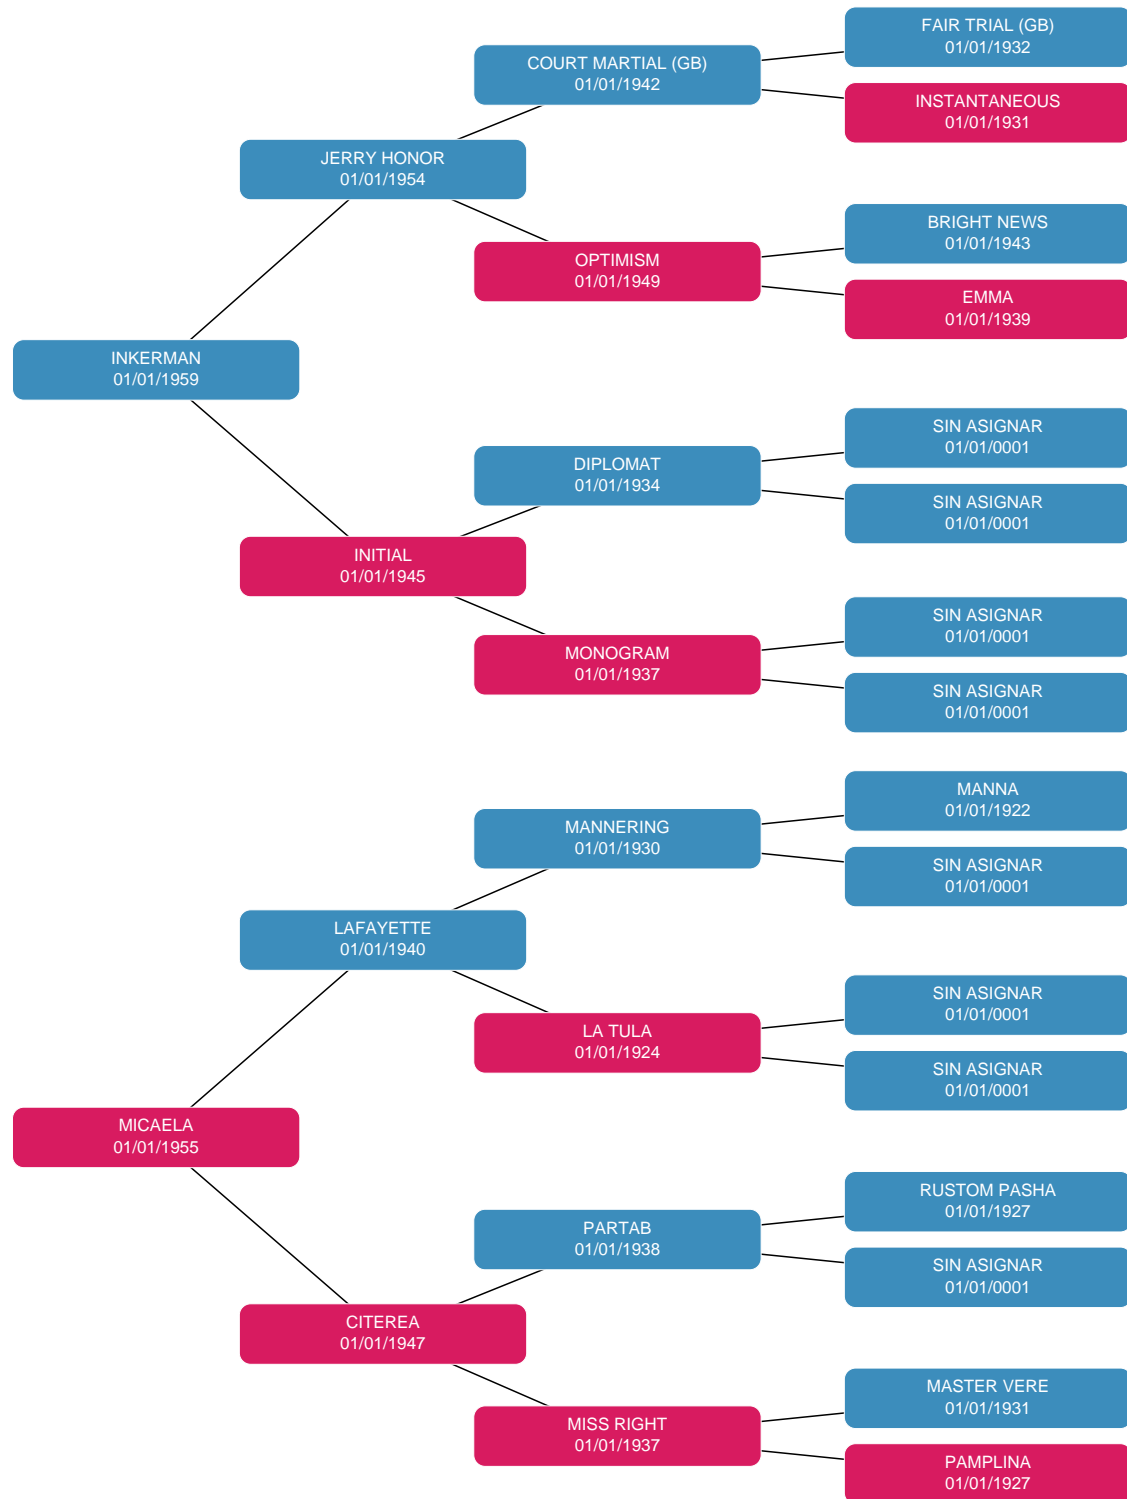 FAIR TRIAL (GB)
01/01/1932
COURT MARTIAL (GB)
01/01/1942
INSTANTANEOUS
01/01/1931
JERRY HONOR
01/01/1954
BRIGHT NEWS
01/01/1943
OPTIMISM
01/01/1949
EMMA
01/01/1939
INKERMAN
01/01/1959
SIN ASIGNAR
01/01/0001
DIPLOMAT
01/01/1934
SIN ASIGNAR
01/01/0001
INITIAL
01/01/1945
SIN ASIGNAR
01/01/0001
MONOGRAM
01/01/1937
SIN ASIGNAR
01/01/0001
MANNA
01/01/1922
MANNERING
01/01/1930
SIN ASIGNAR
01/01/0001
LAFAYETTE
01/01/1940
SIN ASIGNAR
01/01/0001
LA TULA
01/01/1924
SIN ASIGNAR
01/01/0001
MICAELA
01/01/1955
RUSTOM PASHA
01/01/1927
PARTAB
01/01/1938
SIN ASIGNAR
01/01/0001
CITEREA
01/01/1947
MASTER VERE
01/01/1931
MISS RIGHT
01/01/1937
PAMPLINA
01/01/1927